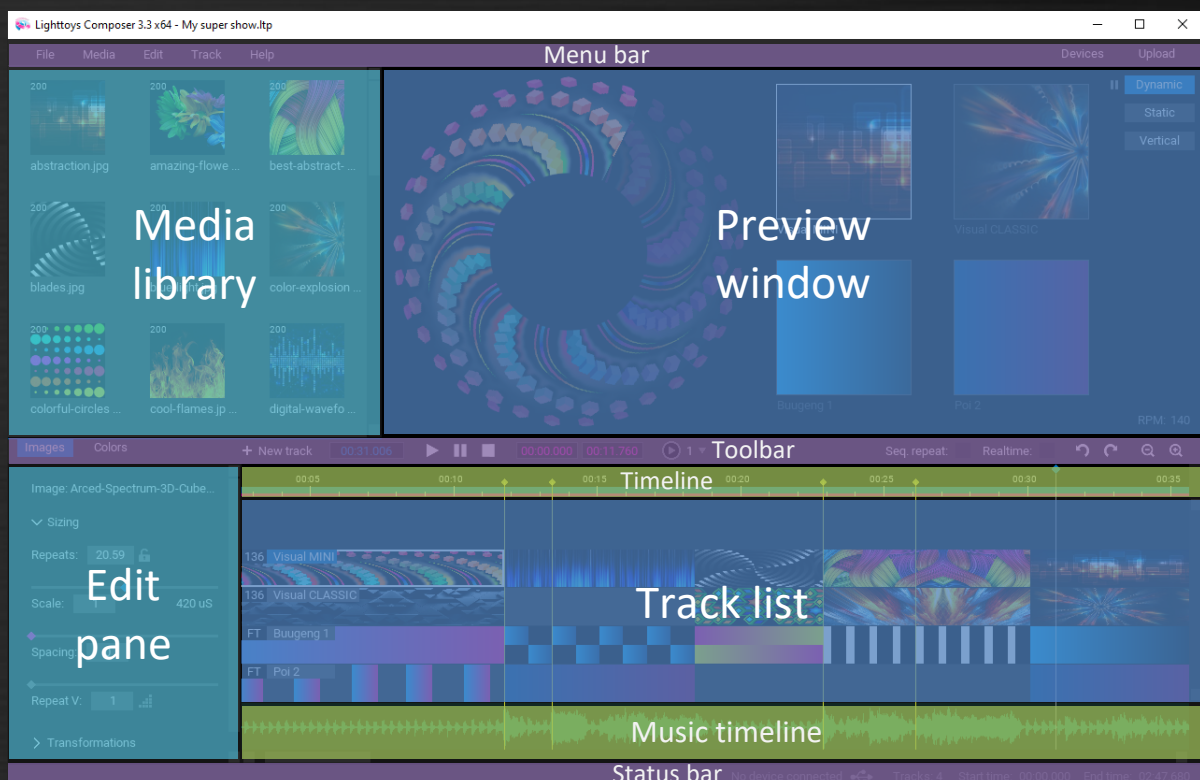 Lighttoys Composer 3.3 x64 - My super show.ltp
File Media Edit Track Help Menu bar Devices Upload
200 200 200
abstraction.jpg amazing-flowe ... best-abstract- ...
200 200 200
blades.jpg color-explosion ...
Media
library
200 200 200
colorful-circles ... cool-flames.jp ... digital-wavefo ...
Dynamic
Static
Vertical
Visual CLASSIC
Preview
window
Buugeng 1 Poi 2
RPM: 140
Images Colors + New track 00:31.006 00:00.000 00:11.760 1 Toolbar Seq. repeat: Realtime:
00:05 00:10 00:15 Timeline 00:20 00:25 00:30 00:35
Image: Arced-Spectrum-3D-Cube...
Sizing
Repeats: 20.59
Scale: 1 420 uS
Spacing
Repeat V: 1
Transformations
Edit
pane
136 Visual MINI
136 Visual CLASSIC
FT Buugeng 1
FT Poi 2
Track list
Music timeline
Status bar No device connected Tracks: 4